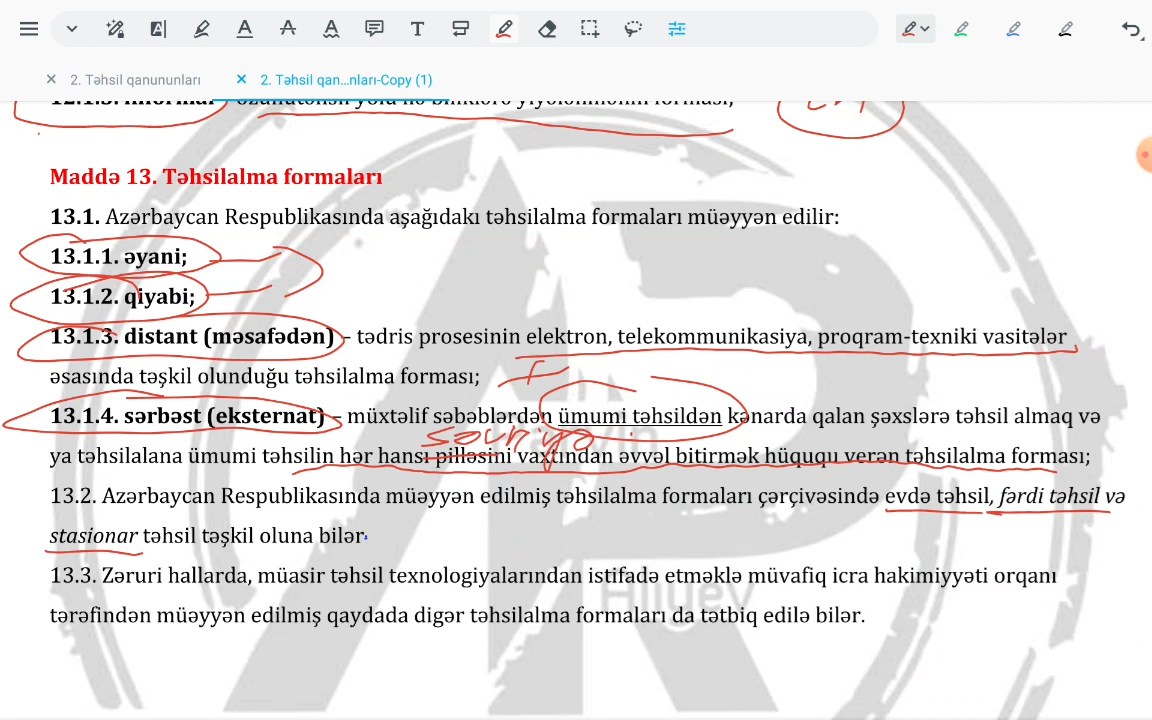 2. Təhsil qanununları
2. Təhsil qan...nları-Copy (1)
Maddə 13. Təhsilalma formaları
13.1. Azərbaycan Respublikasında aşağıdakı təhsilalma formaları müəyyən edilir:
13.1.1. əyani;
13.1.2. qiyabi;
13.1.3. distant (məsafədən) – tədris prosesinin elektron, telekommunikasiya, proqram-texniki vasitələr
əsasında təşkil olunduğu təhsilalma forması;
13.1.4. sərbəst (eksternat) – müxtəlif səbəblərdən ümumi təhsildən kənarda qalan şəxslərə təhsil almaq və
səviyyə
ya təhsilalana ümumi təhsilin hər hansı pilləsini vaxtından əvvəl bitirmək hüququ verən təhsilalma forması;
13.2. Azərbaycan Respublikasında müəyyən edilmiş təhsilalma formaları çərçivəsində evdə təhsil, fərdi təhsil və
stasionar təhsil təşkil oluna bilər.
13.3. Zəruri hallarda, müasir təhsil texnologiyalarından istifadə etməklə müvafiq icra hakimiyyəti orqanı
tərəfindən müəyyən edilmiş qaydada digər təhsilalma formaları da tətbiq edilə bilər.